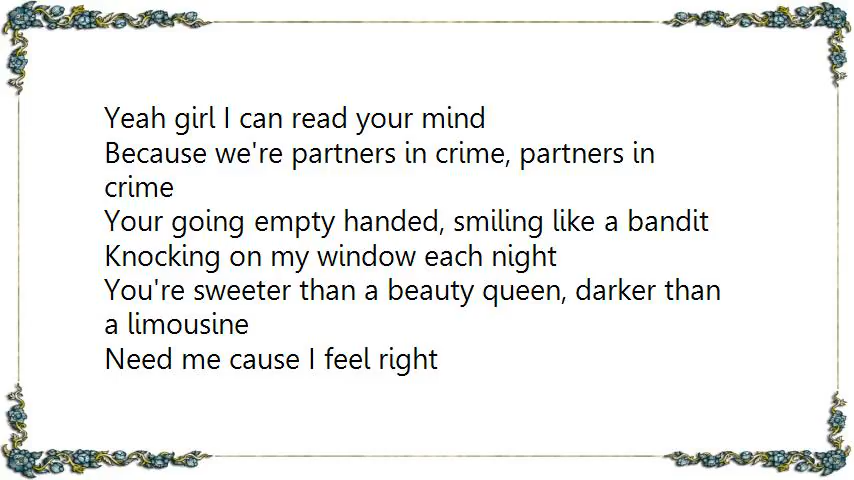 Yeah girl I can read your mind
Because we're partners in crime, partners in
crime
Your going empty handed, smiling like a bandit
Knocking on my window each night
You're sweeter than a beauty queen, darker than
a limousine
Need me cause I feel right